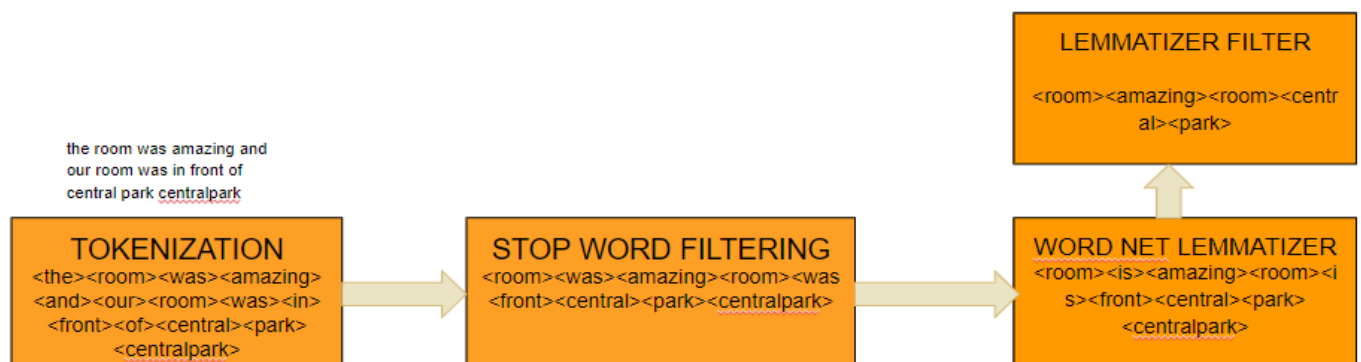 the room was amazing and
our room was in front of
central park centralpark
TOKENIZATION
<the><room><was><amazing>
<and><our><room><was><in>
<front><of><central><park>
<centralpark>
STOP WORD FILTERING
<room><was><amazing><room><was
<front><central><park><centralpark>
WORD NET LEMMATIZER
<room><is><amazing><room><i
s><front><central><park>
<centralpark>
LEMMATIZER FILTER
<room><amazing><room><centr
al><park>